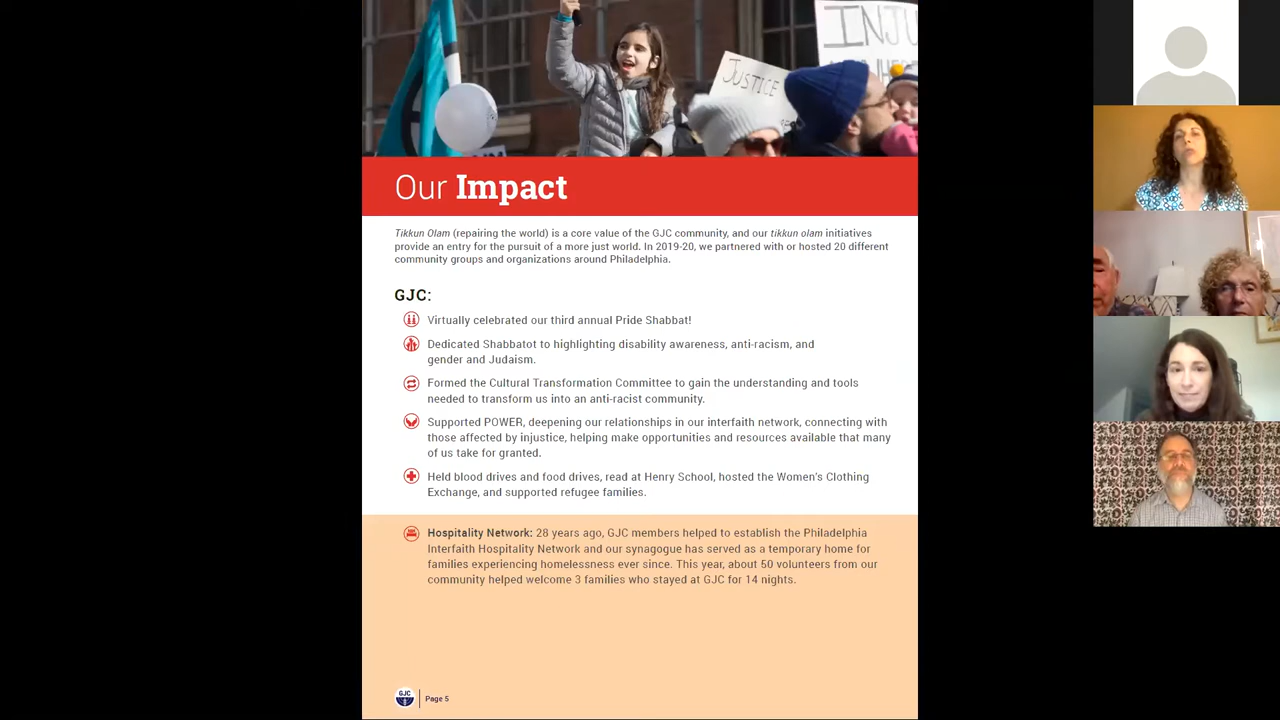 INJU
JUSTICE
Our Impact
Tikkun Olam (repairing the world) is a core value of the GJC community, and our tikkun olam initiatives
provide an entry for the pursuit of a more just world. In 2019-20, we partnered with or hosted 20 different
community groups and organizations around Philadelphia.
GJC:
Virtually celebrated our third annual Pride Shabbat!
Dedicated Shabbatot to highlighting disability awareness, anti-racism, and
gender and Judaism.
Formed the Cultural Transformation Committee to gain the understanding and tools
needed to transform us into an anti-racist community.
Supported POWER, deepening our relationships in our interfaith network, connecting with
those affected by injustice, helping make opportunities and resources available that many
of us take for granted.
Held blood drives and food drives, read at Henry School, hosted the Women's Clothing
Exchange, and supported refugee families.
Hospitality Network: 28 years ago, GJC members helped to establish the Philadelphia
Interfaith Hospitality Network and our synagogue has served as a temporary home for
families experiencing homelessness ever since. This year, about 50 volunteers from our
community helped welcome 3 families who stayed at GJC for 14 nights.
GJC
Page 5